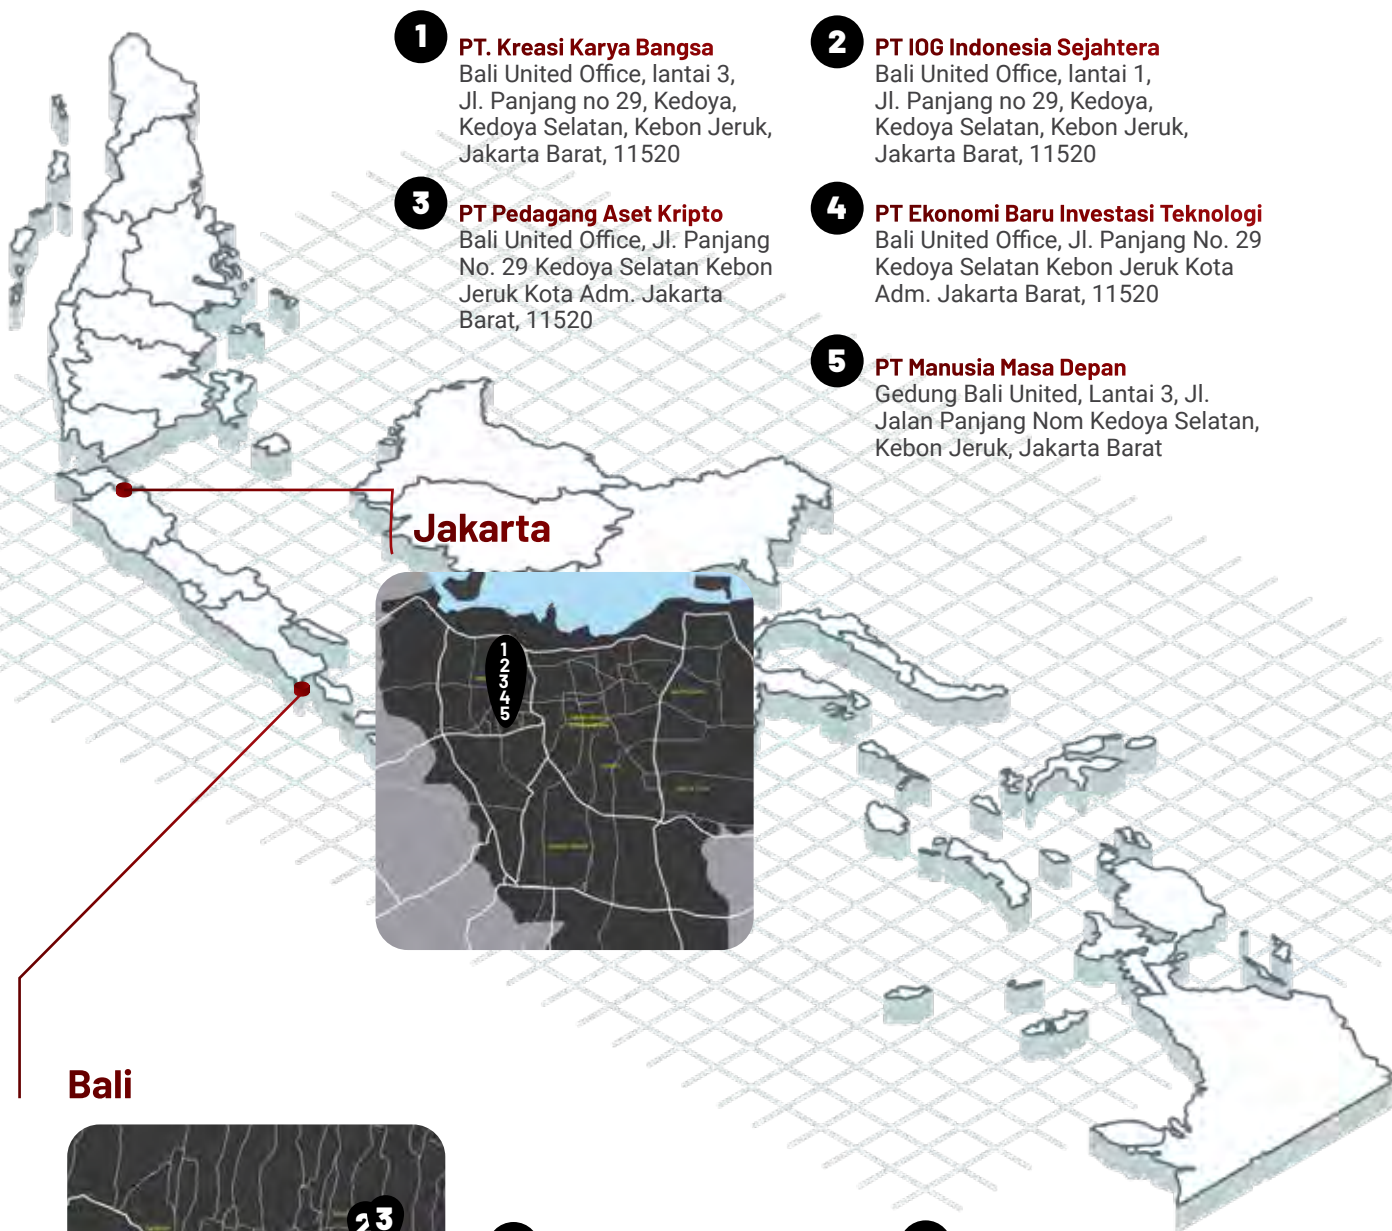 1
PT. Kreasi Karya Bangsa
Bali United Office, lantai 3,
Jl. Panjang no 29, Kedoya,
Kedoya Selatan, Kebon Jeruk,
Jakarta Barat, 11520
2
PT IOG Indonesia Sejahtera
Bali United Office, lantai 1,
Jl. Panjang no 29, Kedoya,
Kedoya Selatan, Kebon Jeruk,
Jakarta Barat, 11520
3
PT Pedagang Aset Kripto
Bali United Office, Jl. Panjang
No. 29 Kedoya Selatan Kebon
Jeruk Kota Adm. Jakarta
Barat, 11520
4
PT Ekonomi Baru Investasi Teknologi
Bali United Office, Jl. Panjang No. 29
Kedoya Selatan Kebon Jeruk Kota
Adm. Jakarta Barat, 11520
5
PT Manusia Masa Depan
Gedung Bali United, Lantai 3, Jl.
Jalan Panjang Nom Kedoya Selatan,
Kebon Jeruk, Jakarta Barat
Jakarta
1
2
3
4
5
Bali
2 3